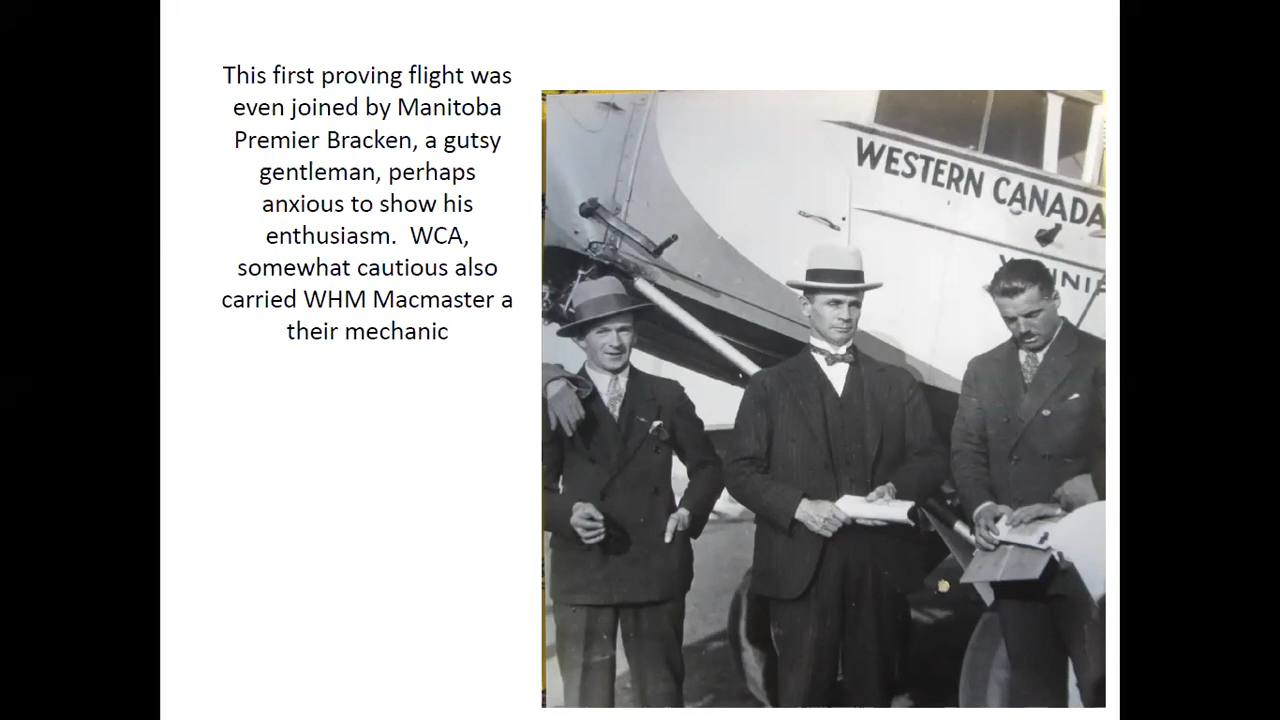 This first proving flight was
even joined by Manitoba
Premier Bracken, a gutsy
gentleman, perhaps
anxious to show his
enthusiasm.  WCA,
somewhat cautious also
carried WHM Macmaster a
their mechanic
WESTERN CANADA